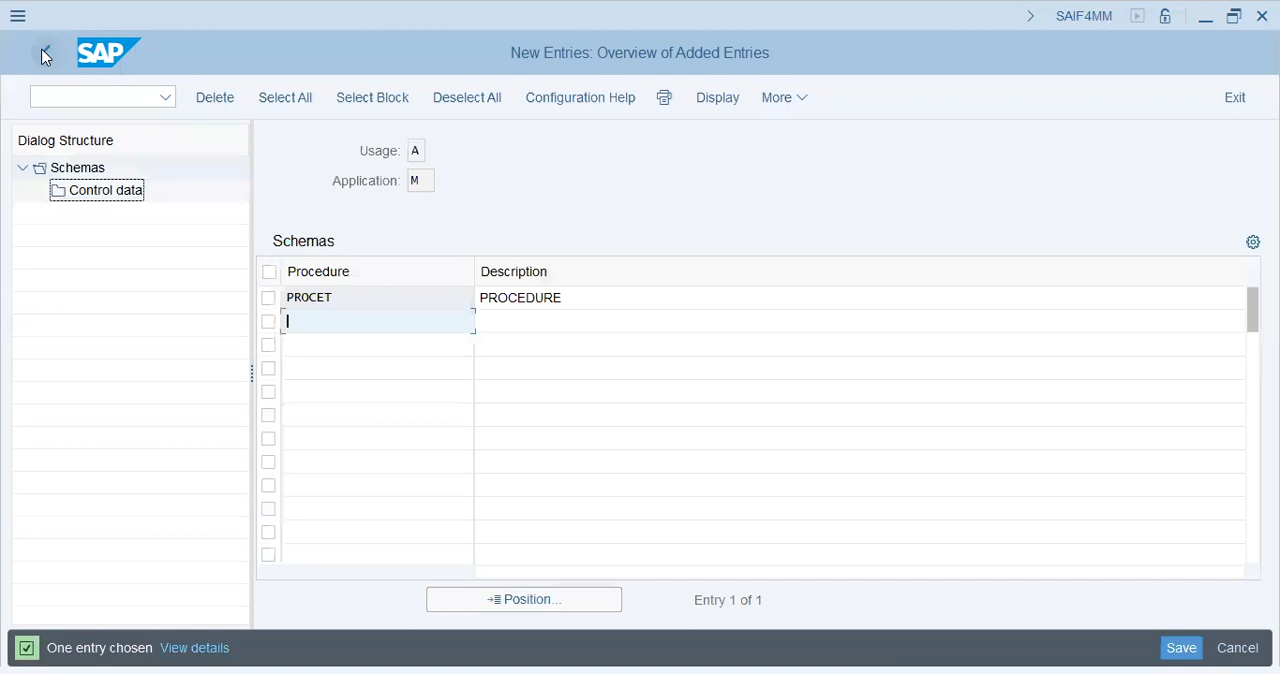 SAIF4MM
SAP
New Entries: Overview of Added Entries
Delete Select All Select Block Deselect All Configuration Help Display More Exit
Dialog Structure
Schemas
Control data
Usage: A
Application: M
Schemas
Procedure Description
PROCET PROCEDURE
Position... Entry 1 of 1
One entry chosen View details Save Cancel